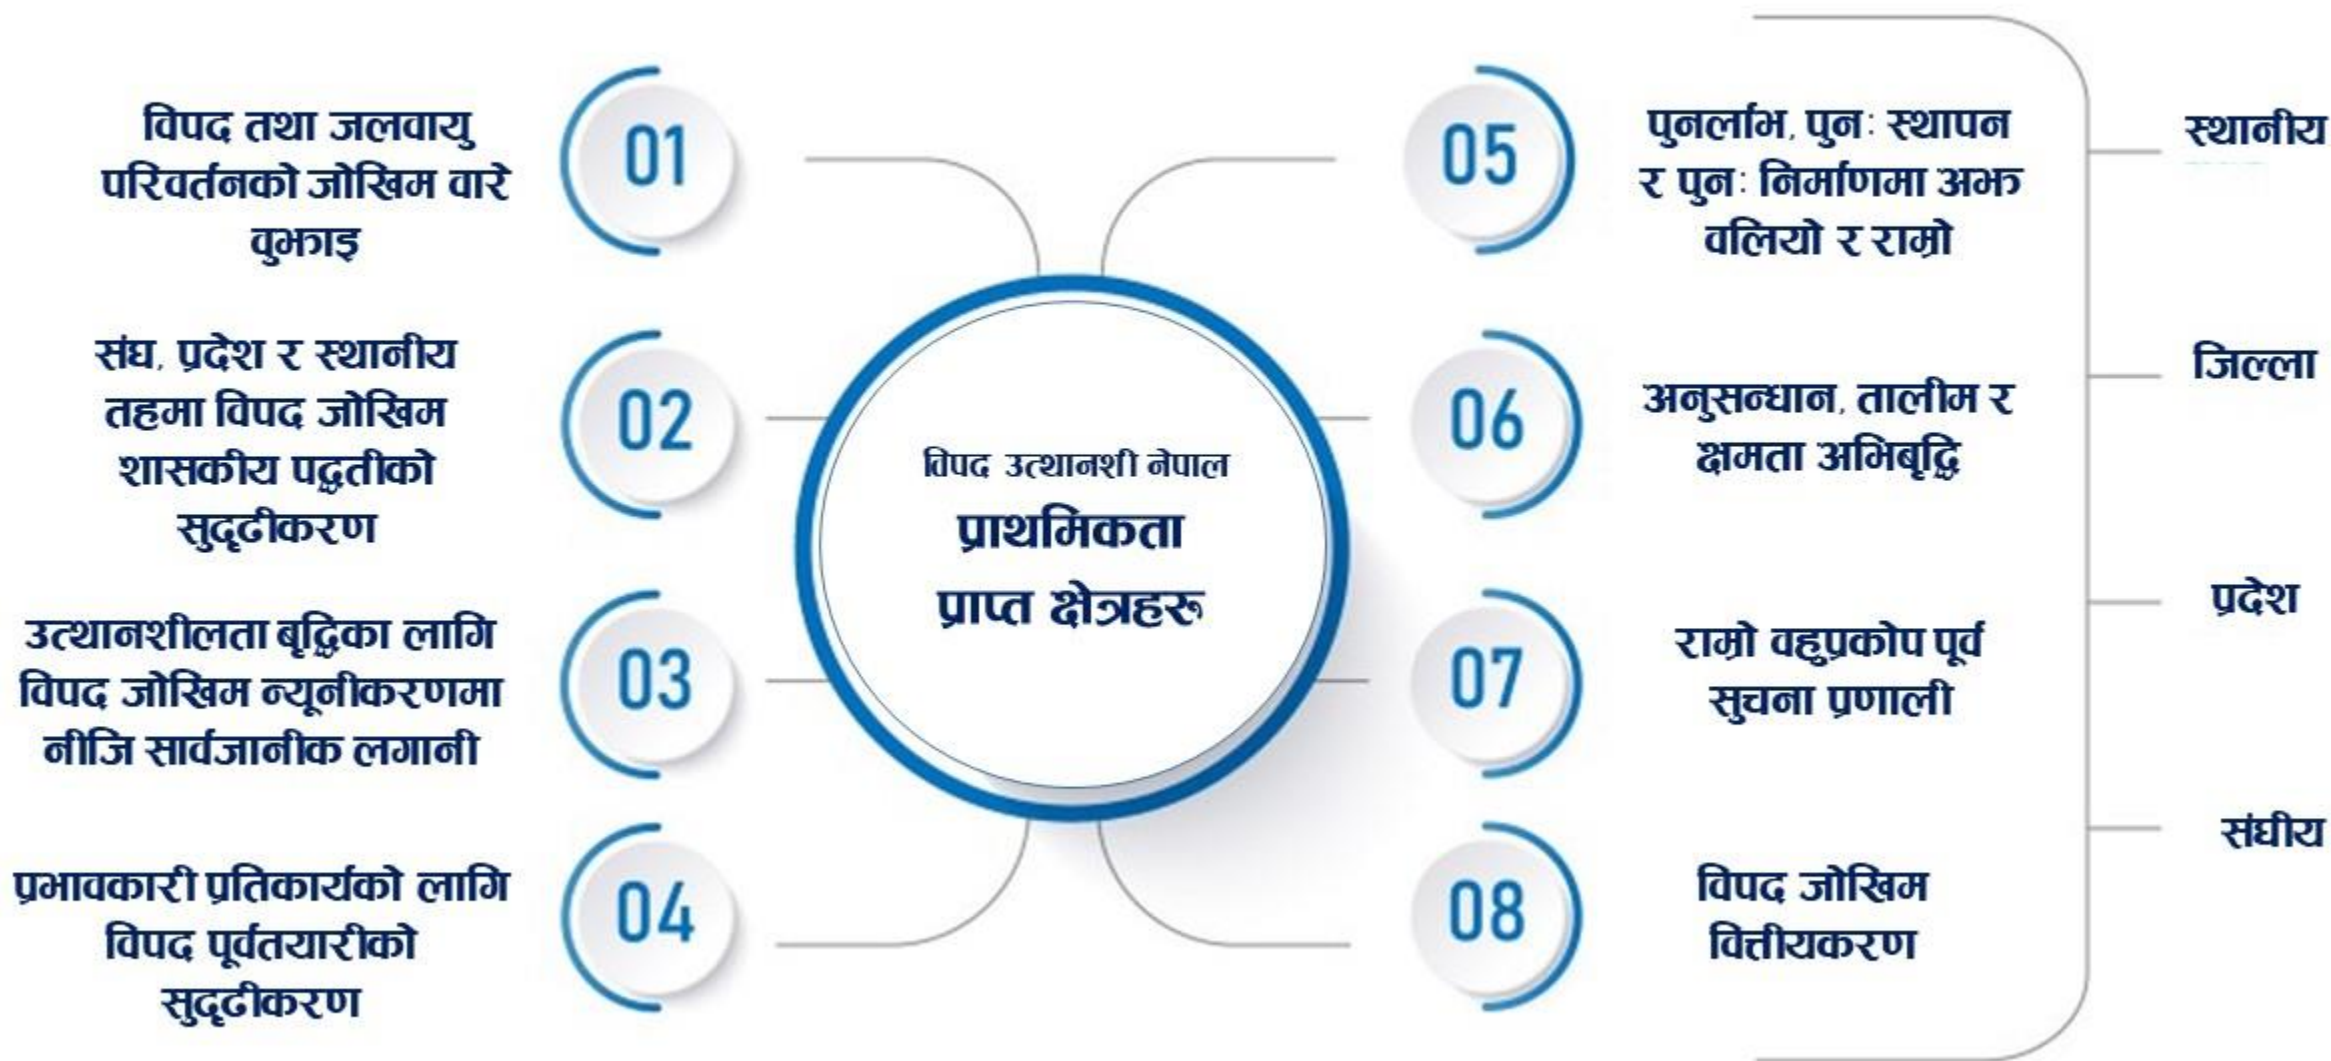 01
विपद तथा जलवायु
परिवर्तनको जोखिम वारे
वुझाइ
02
संघ, प्रदेश र स्थानीय
तहमा विपद जोखिम
शासकीय पद्धतीको
सुदृढीकरण
03
उत्थानशीलता बृद्धिका लागि
विपद जोखिम न्यूनीकरणमा
नीजि सार्वजानीक लगानी
04
प्रभावकारी प्रतिकार्यको लागि
विपद पूर्वतयारीको
सुदृढीकरण
विपद उत्थानशी नेपाल
प्राथमिकता
प्राप्त क्षेत्रहरू
05
पुनर्लाभ, पुनः स्थापन
र पुनः निर्माणमा अझ
वलियो र राम्रो
06
अनुसन्धान, तालीम र
क्षमता अभिबृद्धि
07
राम्रो वहुप्रकोप पूर्व
सुचना प्रणाली
08
विपद जोखिम
वित्तीयकरण
स्थानीय
जिल्ला
प्रदेश
संघीय